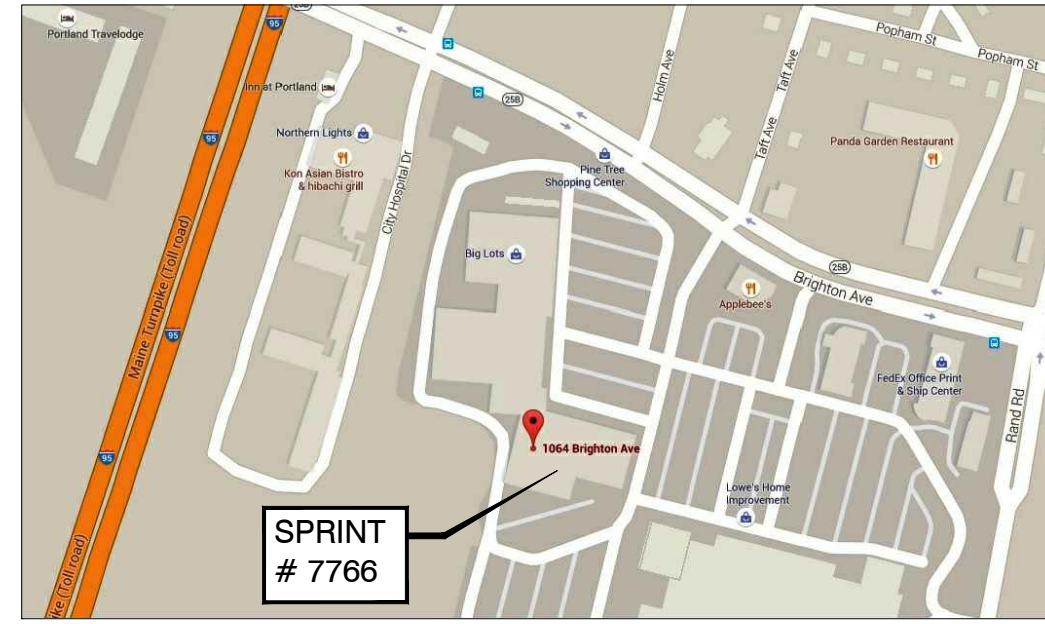 25B
95
Portland Travelodge
Popham St
Popham St
Holm Ave
Taft Ave
Taft Ave
Inn at Portland
25B
Northern Lights
95
Kon Asian Bistro
& hibachi grill
City Hospital Dr
Pine Tree
Shopping Center
Panda Garden Restaurant
Big Lots
25B
Brighton Ave
Applebee's
Maine Turnpike (Toll road)
95
FedEx Office Print
& Ship Center
Rand Rd
1064 Brighton Ave
95
Lowe's Home
Improvement
SPRINT
# 7766
ke (Toll road)